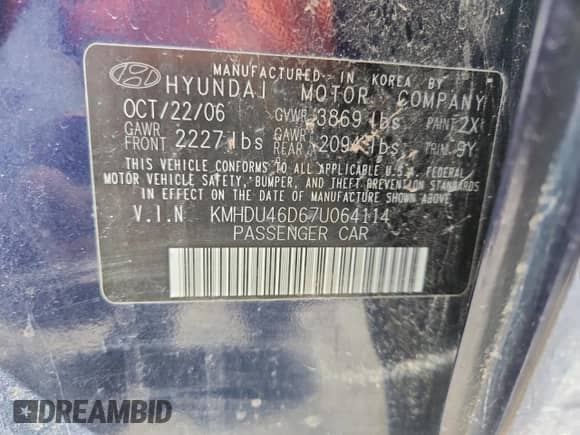 MANUFACTURED IN KOREA BY
HYUNDAI MOTOR COMPANY
OCT/22/06 GVWR 3869 lbs PAINT 2X
GAWR FRONT 2227 lbs GAWR REAR lbs TRIM 9Y
THIS VEHICLE CONFORMS TO ALL APPLICABLE U.S.A. FEDERAL
MOTOR VEHICLE SAFETY, BUMPER, AND THEFT PREVENTION STANDARDS
IN EFFECT ON THE DATE OF MANUFACTURE SHOWN ABOVE.
V.I.N KMHDU46D67U064114
PASSENGER CAR
DREAMBID